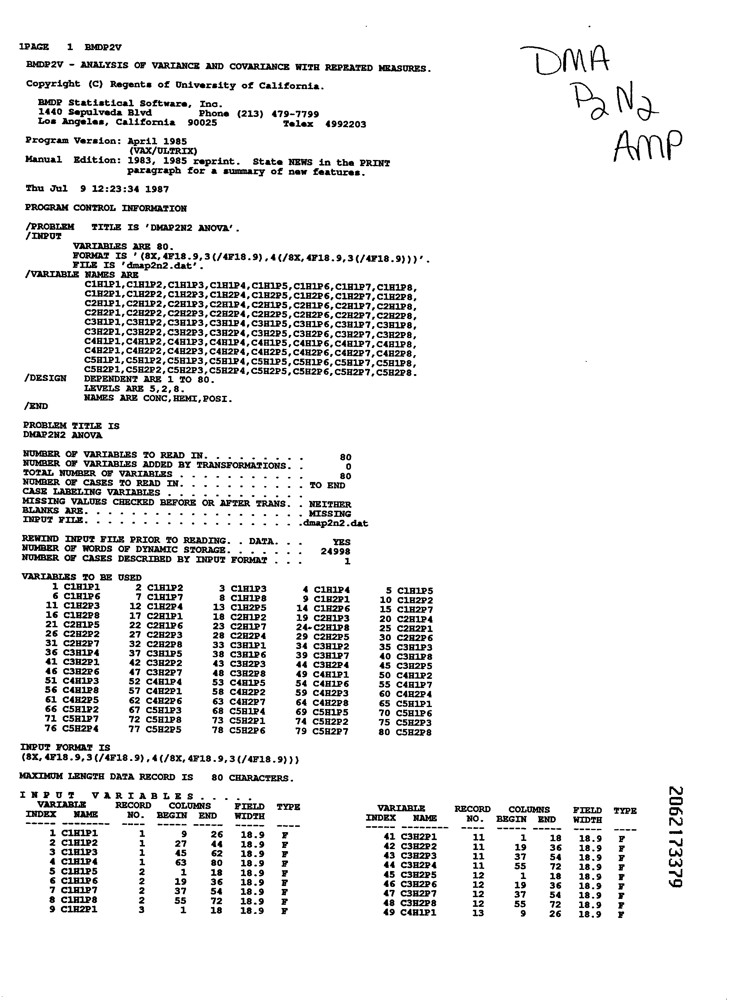 1PAGE 1 BMDP2V
BMDP2V - ANALYSIS OF VARIANCE AND COVARIANCE WITH REPEATED MEASURES.
DMA
P2N2
AMP
Copyright (C) Regents of University of California.
BMDP Statistical Software, Inc.
1440 Sepulveda Blvd Phone (213) 479-7799
Los Angeles, California 90025 Telex 4992203
Program Version: April 1985
(VAX/ULTRIX)
Manual Edition: 1983, 1985 reprint. State NEWS in the PRINT
paragraph for a summary of new features.
Thu Jul 9 12:23:34 1987
PROGRAM CONTROL INFORMATION
/PROBLEM TITLE IS 'DMAP2N2 ANOVA'.
/INPUT
VARIABLES ARE 80.
FORMAT IS '(8X,4F18.9,3(/4F18.9),4(/8X,4F18.9,3(/4F18.9)))'.
FILE IS 'dmap2n2.dat'.
/VARIABLE NAMES ARE
C1H1P1,C1H1P2,C1H1P3,C1H1P4,C1H1P5,C1H1P6,C1H1P7,C1H1P8,
C1H2P1,C1H2P2,C1H2P3,C1H2P4,C1H2P5,C1H2P6,C1H2P7,C1H2P8,
C2H1P1,C2H1P2,C2H1P3,C2H1P4,C2H1P5,C2H1P6,C2H1P7,C2H1P8,
C2H2P1,C2H2P2,C2H2P3,C2H2P4,C2H2P5,C2H2P6,C2H2P7,C2H2P8,
C3H1P1,C3H1P2,C3H1P3,C3H1P4,C3H1P5,C3H1P6,C3H1P7,C3H1P8,
C3H2P1,C3H2P2,C3H2P3,C3H2P4,C3H2P5,C3H2P6,C3H2P7,C3H2P8,
C4H1P1,C4H1P2,C4H1P3,C4H1P4,C4H1P5,C4H1P6,C4H1P7,C4H1P8,
C4H2P1,C4H2P2,C4H2P3,C4H2P4,C4H2P5,C4H2P6,C4H2P7,C4H2P8,
C5H1P1,C5H1P2,C5H1P3,C5H1P4,C5H1P5,C5H1P6,C5H1P7,C5H1P8,
C5H2P1,C5H2P2,C5H2P3,C5H2P4,C5H2P5,C5H2P6,C5H2P7,C5H2P8.
/DESIGN DEPENDENT ARE 1 TO 80.
LEVELS ARE 5,2,8.
NAMES ARE CONC,HEMI,POSI.
/END
PROBLEM TITLE IS
DMAP2N2 ANOVA
NUMBER OF VARIABLES TO READ IN. . . . . . . . . 80
NUMBER OF VARIABLES ADDED BY TRANSFORMATIONS. . 0
TOTAL NUMBER OF VARIABLES . . . . . . . . . . . 80
NUMBER OF CASES TO READ IN. . . . . . . . . . . TO END
CASE LABELING VARIABLES . . . . . . . . . . . .
MISSING VALUES CHECKED BEFORE OR AFTER TRANS. . NEITHER
BLANKS ARE. . . . . . . . . . . . . . . . . . . MISSING
INPUT FILE. . . . . . . . . . . . . . . . . . .dmap2n2.dat
REWIND INPUT FILE PRIOR TO READING. . DATA. . . YES
NUMBER OF WORDS OF DYNAMIC STORAGE. . . . . . . 24998
NUMBER OF CASES DESCRIBED BY INPUT FORMAT . . . 1
VARIABLES TO BE USED
1 C1H1P1 2 C1H1P2 3 C1H1P3 4 C1H1P4 5 C1H1P5
6 C1H1P6 7 C1H1P7 8 C1H1P8 9 C1H2P1 10 C1H2P2
11 C1H2P3 12 C1H2P4 13 C1H2P5 14 C1H2P6 15 C1H2P7
16 C1H2P8 17 C2H1P1 18 C2H1P2 19 C2H1P3 20 C2H1P4
21 C2H1P5 22 C2H1P6 23 C2H1P7 24-C2H1P8 25 C2H2P1
26 C2H2P2 27 C2H2P3 28 C2H2P4 29 C2H2P5 30 C2H2P6
31 C2H2P7 32 C2H2P8 33 C3H1P1 34 C3H1P2 35 C3H1P3
36 C3H1P4 37 C3H1P5 38 C3H1P6 39 C3H1P7 40 C3H1P8
41 C3H2P1 42 C3H2P2 43 C3H2P3 44 C3H2P4 45 C3H2P5
46 C3H2P6 47 C3H2P7 48 C3H2P8 49 C4H1P1 50 C4H1P2
51 C4H1P3 52 C4H1P4 53 C4H1P5 54 C4H1P6 55 C4H1P7
56 C4H1P8 57 C4H2P1 58 C4H2P2 59 C4H2P3 60 C4H2P4
61 C4H2P5 62 C4H2P6 63 C4H2P7 64 C4H2P8 65 C5H1P1
66 C5H1P2 67 C5H1P3 68 C5H1P4 69 C5H1P5 70 C5H1P6
71 C5H1P7 72 C5H1P8 73 C5H2P1 74 C5H2P2 75 C5H2P3
76 C5H2P4 77 C5H2P5 78 C5H2P6 79 C5H2P7 80 C5H2P8
INPUT FORMAT IS
(8X,4F18.9,3(/4F18.9),4(/8X,4F18.9,3(/4F18.9)))
MAXIMUM LENGTH DATA RECORD IS 80 CHARACTERS.
I N P U T V A R I A B L E S . . . . .
VARIABLE RECORD COLUMNS FIELD TYPE VARIABLE RECORD COLUMNS FIELD TYPE
INDEX NAME NO. BEGIN END WIDTH INDEX NAME NO. BEGIN END WIDTH
1 C1H1P1 1 9 26 18.9 F 41 C3H2P1 11 1 18 18.9 F
2 C1H1P2 1 27 44 18.9 F 42 C3H2P2 11 19 36 18.9 F
3 C1H1P3 1 45 62 18.9 F 43 C3H2P3 11 37 54 18.9 F
4 C1H1P4 1 63 80 18.9 F 44 C3H2P4 11 55 72 18.9 F
5 C1H1P5 2 1 18 18.9 F 45 C3H2P5 12 1 18 18.9 F
6 C1H1P6 2 19 36 18.9 F 46 C3H2P6 12 19 36 18.9 F
7 C1H1P7 2 37 54 18.9 F 47 C3H2P7 12 37 54 18.9 F
8 C1H1P8 2 55 72 18.9 F 48 C3H2P8 12 55 72 18.9 F
9 C1H2P1 3 1 18 18.9 F 49 C4H1P1 13 9 26 18.9 F
2062173379